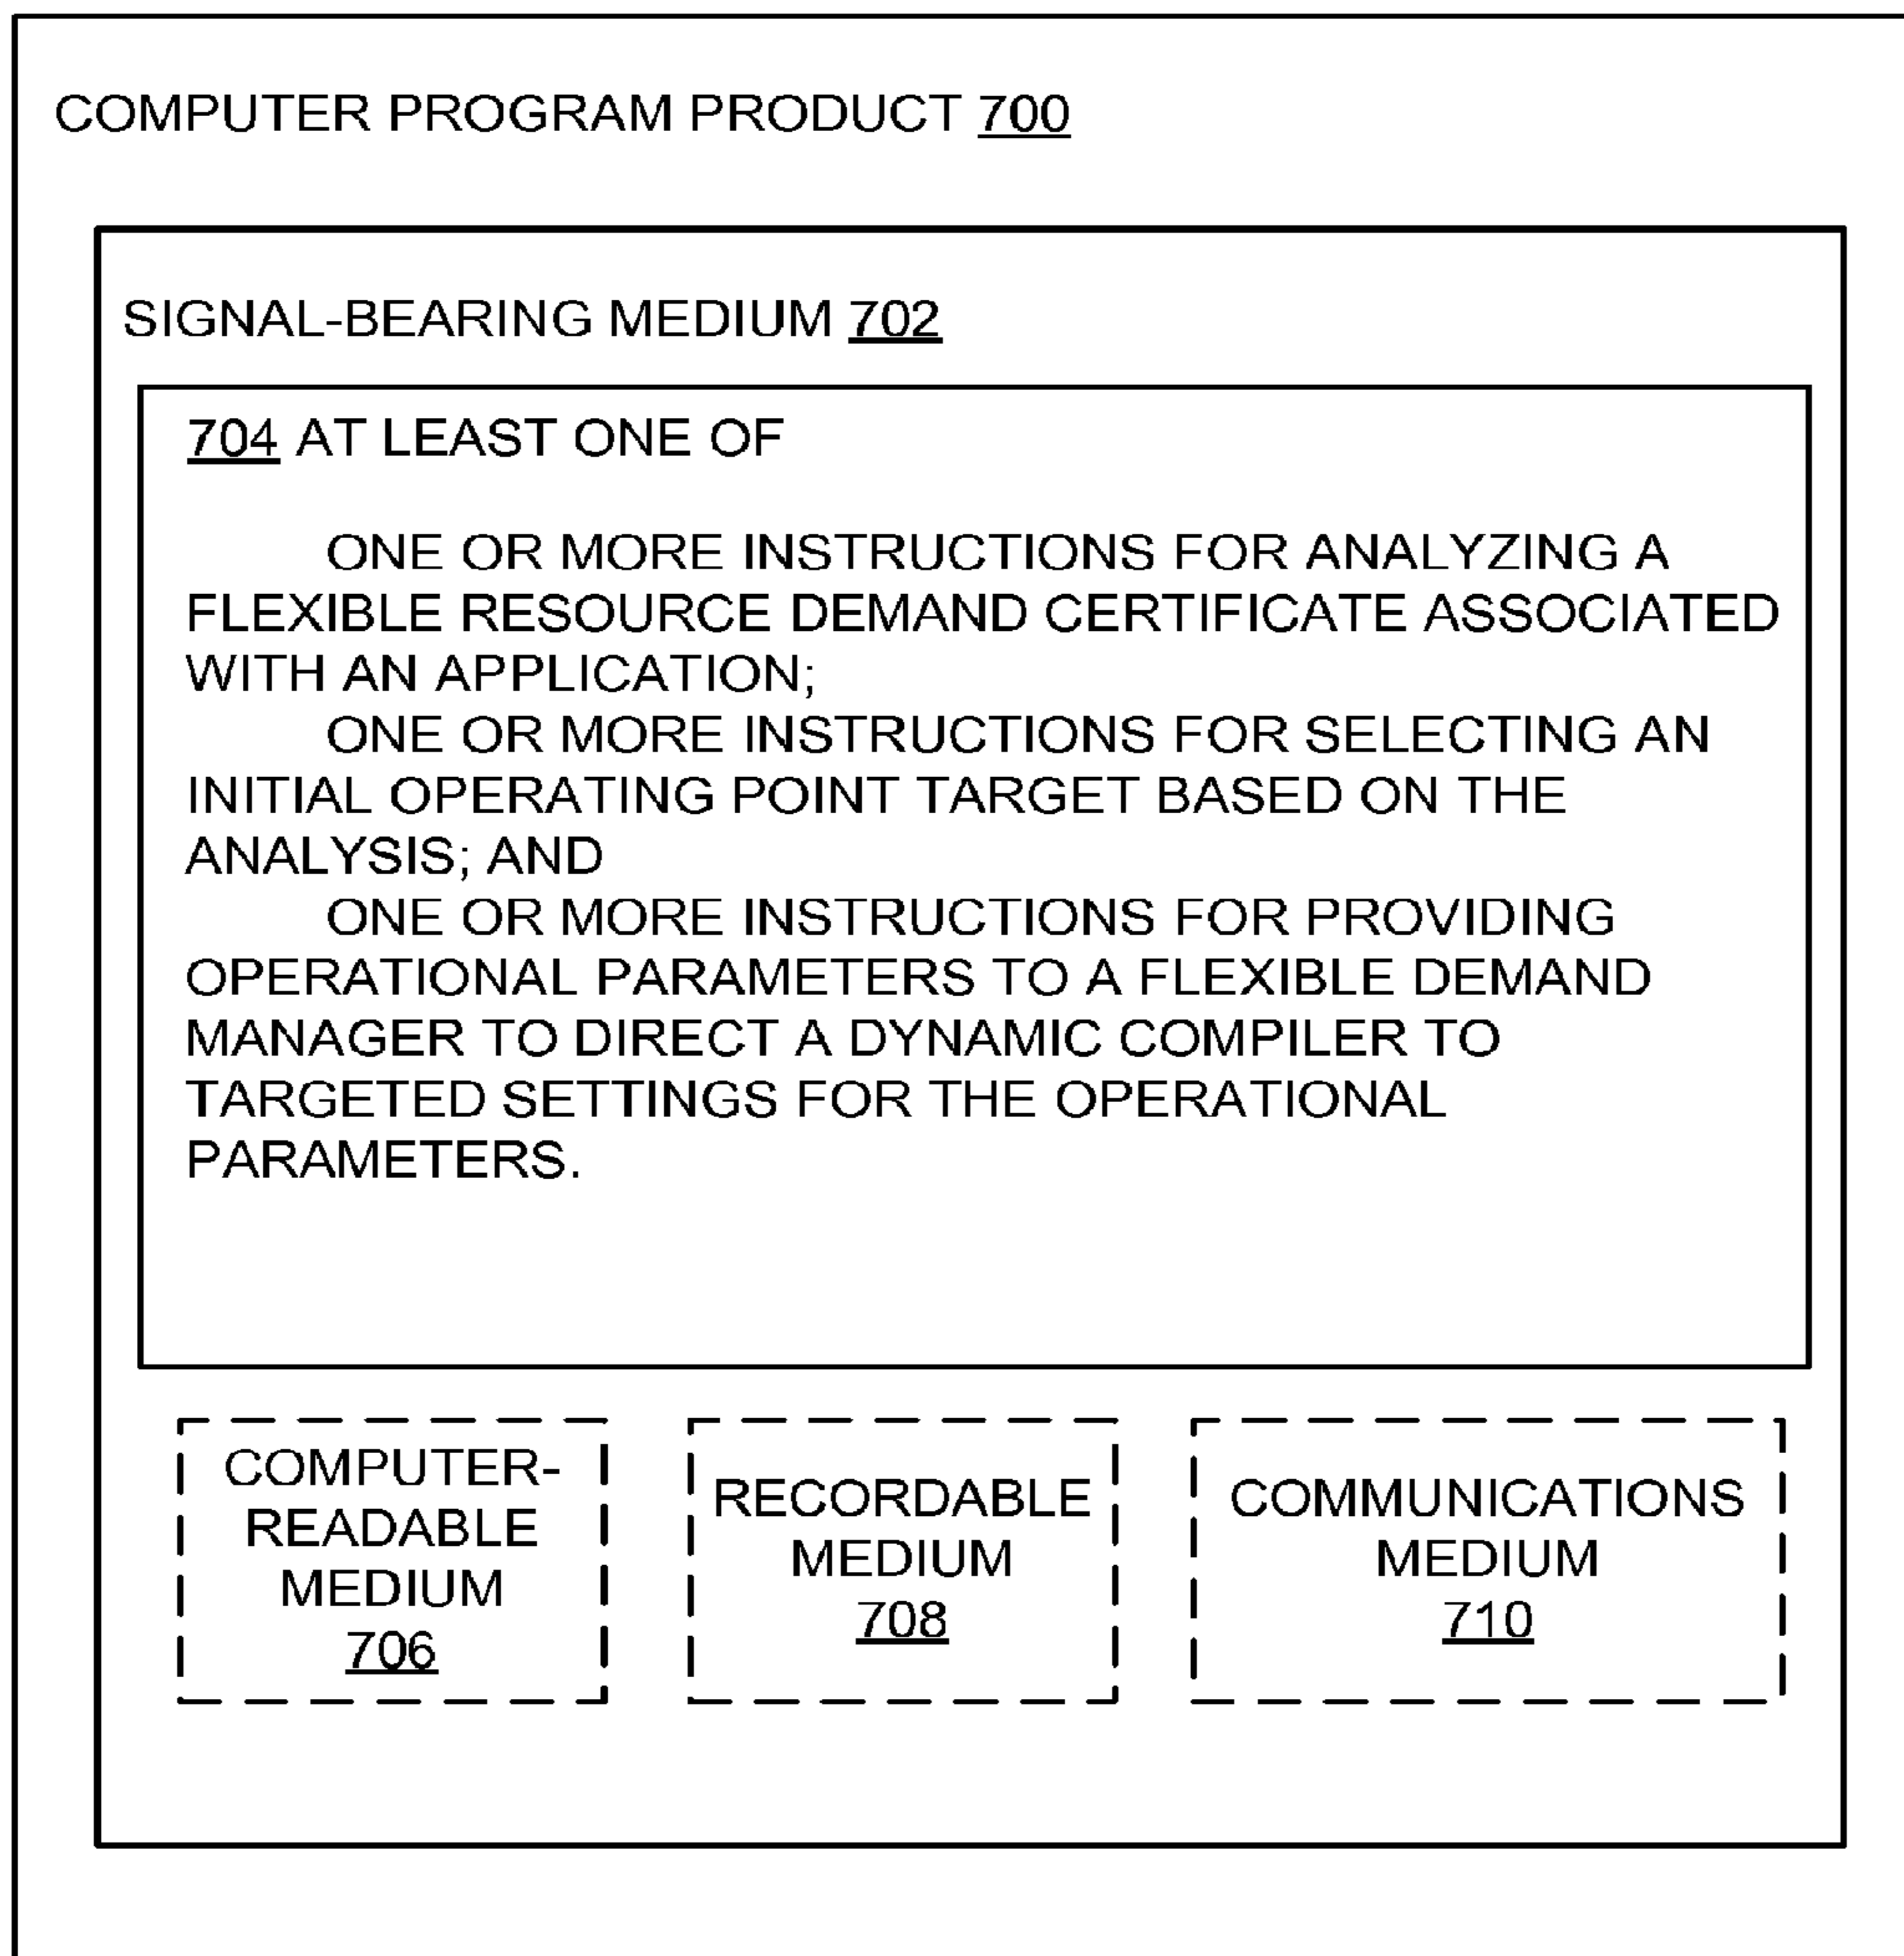 COMPUTER PROGRAM PRODUCT 700
SIGNAL-BEARING MEDIUM 702
704 AT LEAST ONE OF
ONE OR MORE INSTRUCTIONS FOR ANALYZING A
FLEXIBLE RESOURCE DEMAND CERTIFICATE ASSOCIATED
WITH AN APPLICATION;
ONE OR MORE INSTRUCTIONS FOR SELECTING AN
INITIAL OPERATING POINT TARGET BASED ON THE
ANALYSIS; AND
ONE OR MORE INSTRUCTIONS FOR PROVIDING
OPERATIONAL PARAMETERS TO A FLEXIBLE DEMAND
MANAGER TO DIRECT A DYNAMIC COMPILER TO
TARGETED SETTINGS FOR THE OPERATIONAL
PARAMETERS.
COMPUTER-
READABLE
MEDIUM
706
RECORDABLE
MEDIUM
708
COMMUNICATIONS
MEDIUM
710